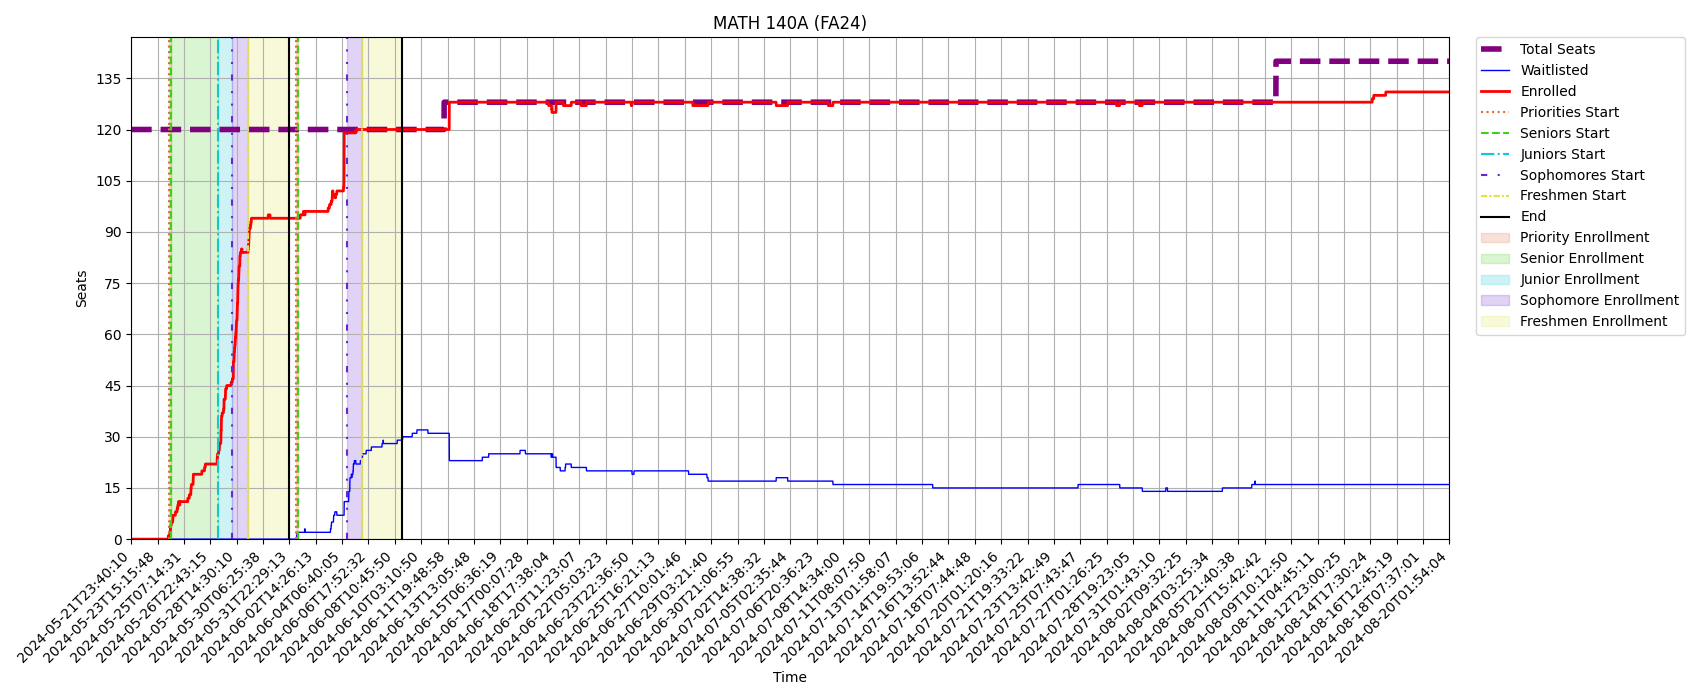 MATH 140A (FA24)
Seats
135
120
105
90
75
60
45
30
15
0
2024-05-21T23:40:10
2024-05-23T15:15:48
2024-05-25T07:14:31
2024-05-26T22:43:15
2024-05-28T14:30:16
2024-05-30T06:25:38
2024-05-31T22:29:13
2024-06-02T14:26:13
2024-06-04T06:40:05
2024-06-06T17:52:32
2024-06-08T10:45:50
2024-06-10T03:10:50
2024-06-11T19:48:58
2024-06-13T13:05:48
2024-06-15T06:36:19
2024-06-17T00:07:28
2024-06-18T17:38:04
2024-06-20T11:23:07
2024-06-22T05:03:23
2024-06-23T22:36:50
2024-06-25T16:21:13
2024-06-27T10:01:46
2024-06-29T03:21:40
2024-06-30T21:06:55
2024-07-02T14:38:32
2024-07-05T02:35:44
2024-07-06T20:36:23
2024-07-08T14:34:00
2024-07-11T08:07:50
2024-07-13T01:58:07
2024-07-14T19:53:06
2024-07-16T13:52:44
2024-07-18T07:44:48
2024-07-20T01:20:16
2024-07-21T19:33:22
2024-07-23T13:42:49
2024-07-25T07:43:47
2024-07-27T01:26:25
2024-07-28T19:23:05
2024-07-31T01:43:10
2024-08-02T09:32:25
2024-08-04T03:25:34
2024-08-05T21:40:38
2024-08-07T15:42:42
2024-08-09T10:12:50
2024-08-11T04:45:11
2024-08-12T23:00:25
2024-08-14T17:30:24
2024-08-16T12:45:19
2024-08-18T07:37:01
2024-08-20T01:54:04
Time
Total Seats
Waitlisted
Enrolled
Priorities Start
Seniors Start
Juniors Start
Sophomores Start
Freshmen Start
End
Priority Enrollment
Senior Enrollment
Junior Enrollment
Sophomore Enrollment
Freshmen Enrollment